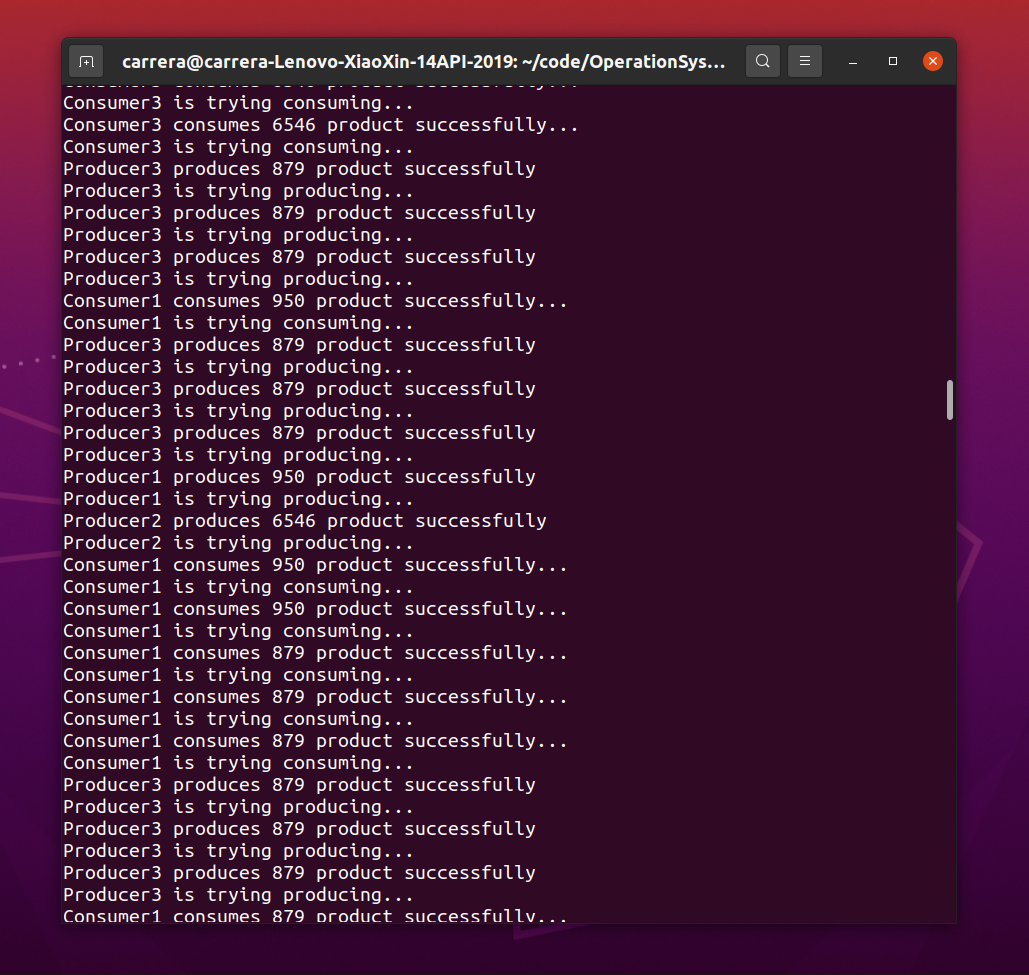 carrera@carrera-Lenovo-XiaoXin-14API-2019: ~/code/OperationSys...
Consumer3 is trying consuming...
Consumer3 consumes 6546 product successfully...
Consumer3 is trying consuming...
Producer3 produces 879 product successfully
Producer3 is trying producing...
Producer3 produces 879 product successfully
Producer3 is trying producing...
Producer3 produces 879 product successfully
Producer3 is trying producing...
Consumer1 consumes 950 product successfully...
Consumer1 is trying consuming...
Producer3 produces 879 product successfully
Producer3 is trying producing...
Producer3 produces 879 product successfully
Producer3 is trying producing...
Producer3 produces 879 product successfully
Producer3 is trying producing...
Producer1 produces 950 product successfully
Producer1 is trying producing...
Producer2 produces 6546 product successfully
Producer2 is trying producing...
Consumer1 consumes 950 product successfully...
Consumer1 is trying consuming...
Consumer1 consumes 950 product successfully...
Consumer1 is trying consuming...
Consumer1 consumes 879 product successfully...
Consumer1 is trying consuming...
Consumer1 consumes 879 product successfully...
Consumer1 is trying consuming...
Consumer1 consumes 879 product successfully...
Consumer1 is trying consuming...
Producer3 produces 879 product successfully
Producer3 is trying producing...
Producer3 produces 879 product successfully
Producer3 is trying producing...
Producer3 produces 879 product successfully
Producer3 is trying producing...
Consumer1 consumes 879 product successfully...